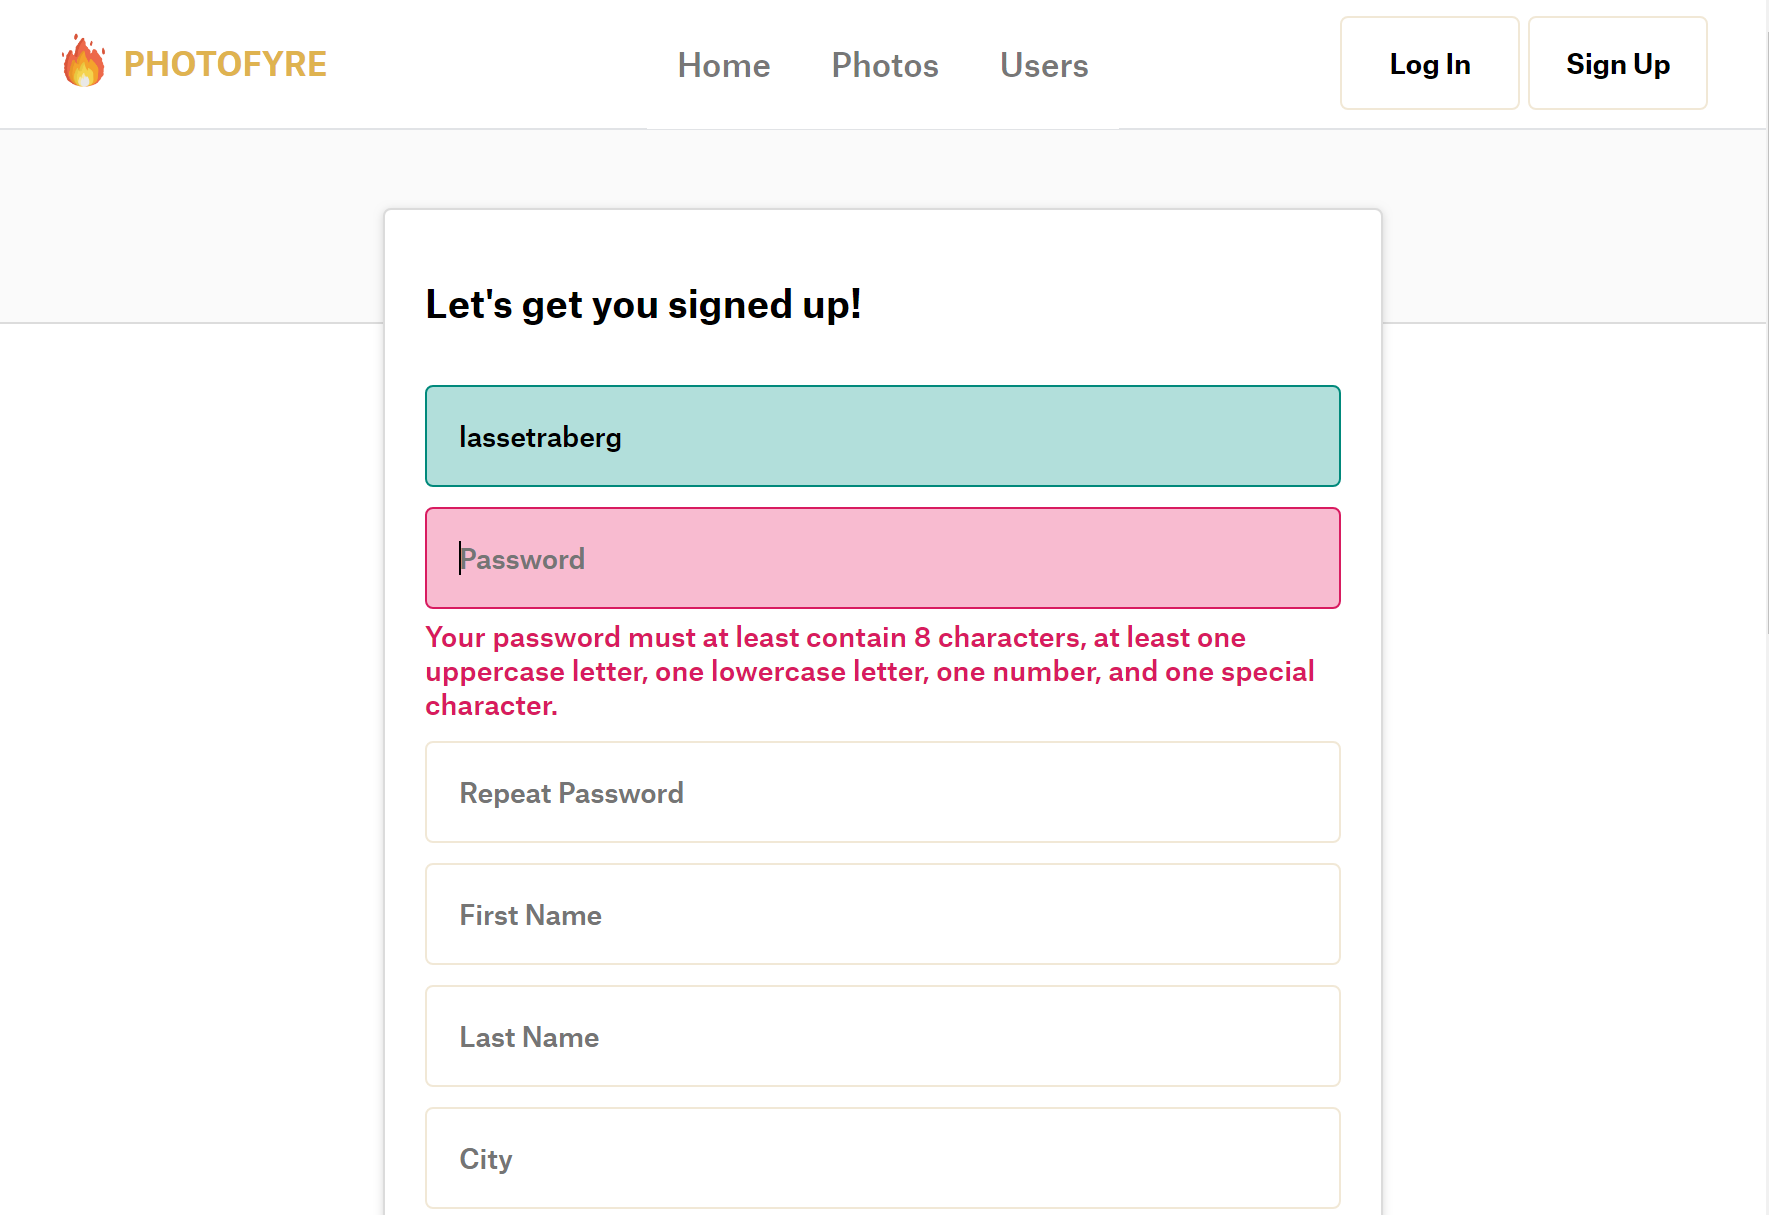 PHOTOFYRE
Home Photos Users
Log In Sign Up
Let's get you signed up!
lassetraberg
Password
Your password must at least contain 8 characters, at least one
uppercase letter, one lowercase letter, one number, and one special
character.
Repeat Password
First Name
Last Name
City